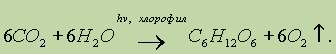 hν, хлорофил
6CO₂ + 6H₂O → C₆H₁₂O₆ + 6O₂ ↑.